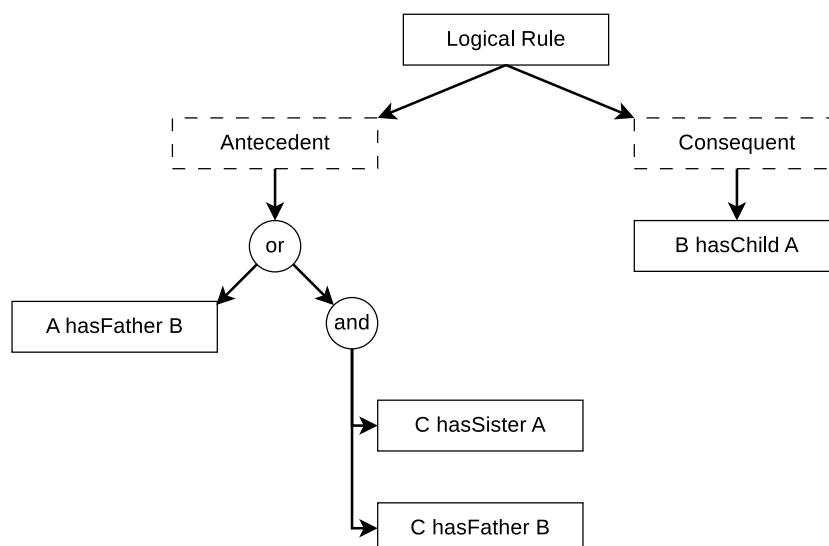 Logical Rule
Antecedent
Consequent
or
B hasChild A
A hasFather B
and
C hasSister A
C hasFather B